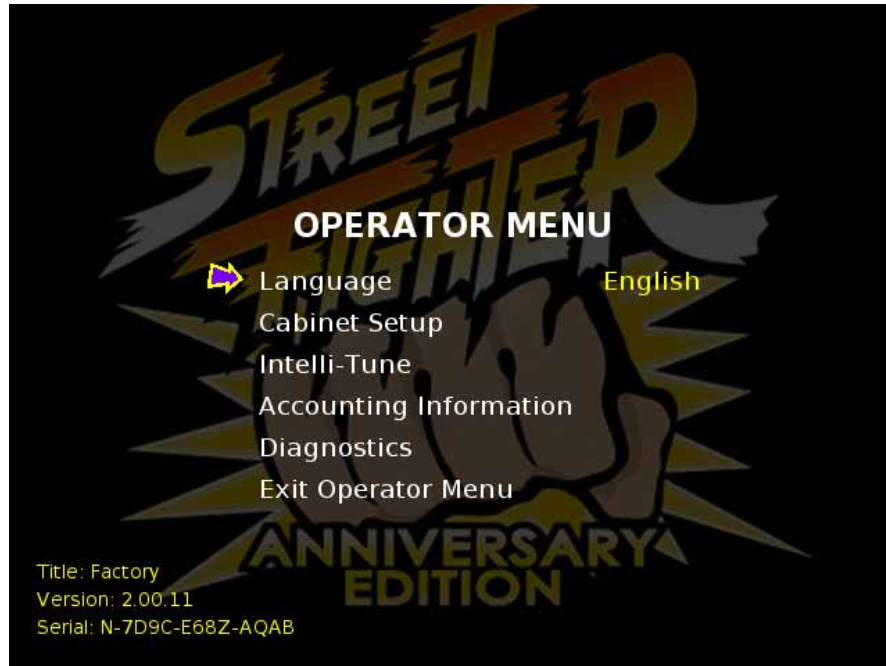 STREET
FIGHTER
OPERATOR MENU
Language English
Cabinet Setup
Intelli-Tune
Accounting Information
Diagnostics
Exit Operator Menu
ANNIVERSARY
EDITION
Title: Factory
Version: 2.00.11
Serial: N-7D9C-E68Z-AQAB